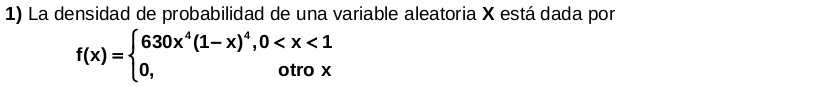 1) La densidad de probabilidad de una variable aleatoria X está dada por
f(x) = { 630x⁴(1−x)⁴, 0 < x < 1
0, otro x